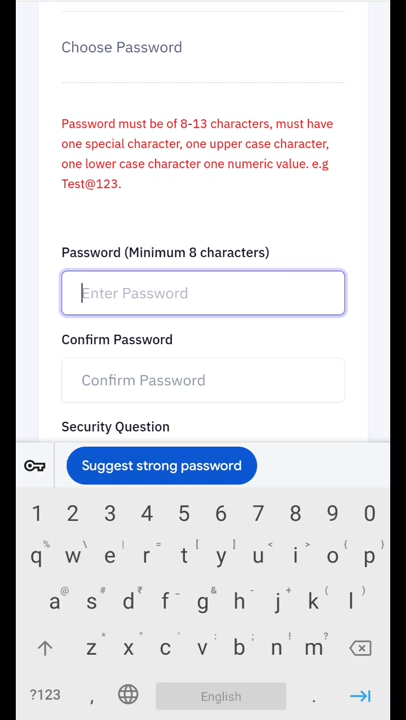 Choose Password
Password must be of 8-13 characters, must have
one special character, one upper case character,
one lower case character one numeric value. e.g
Test@123.
Password (Minimum 8 characters)
Enter Password
Confirm Password
Confirm Password
Security Question
Suggest strong password
1 2 3 4 5 6 7 8 9 0
% \ | = [ ] < > { }
q w e r t y u i o p
@ # ₹ _ & - + ( )
a s d f g h j k l
* " ' : ; ! ?
z x c v b n m
?123 , English .